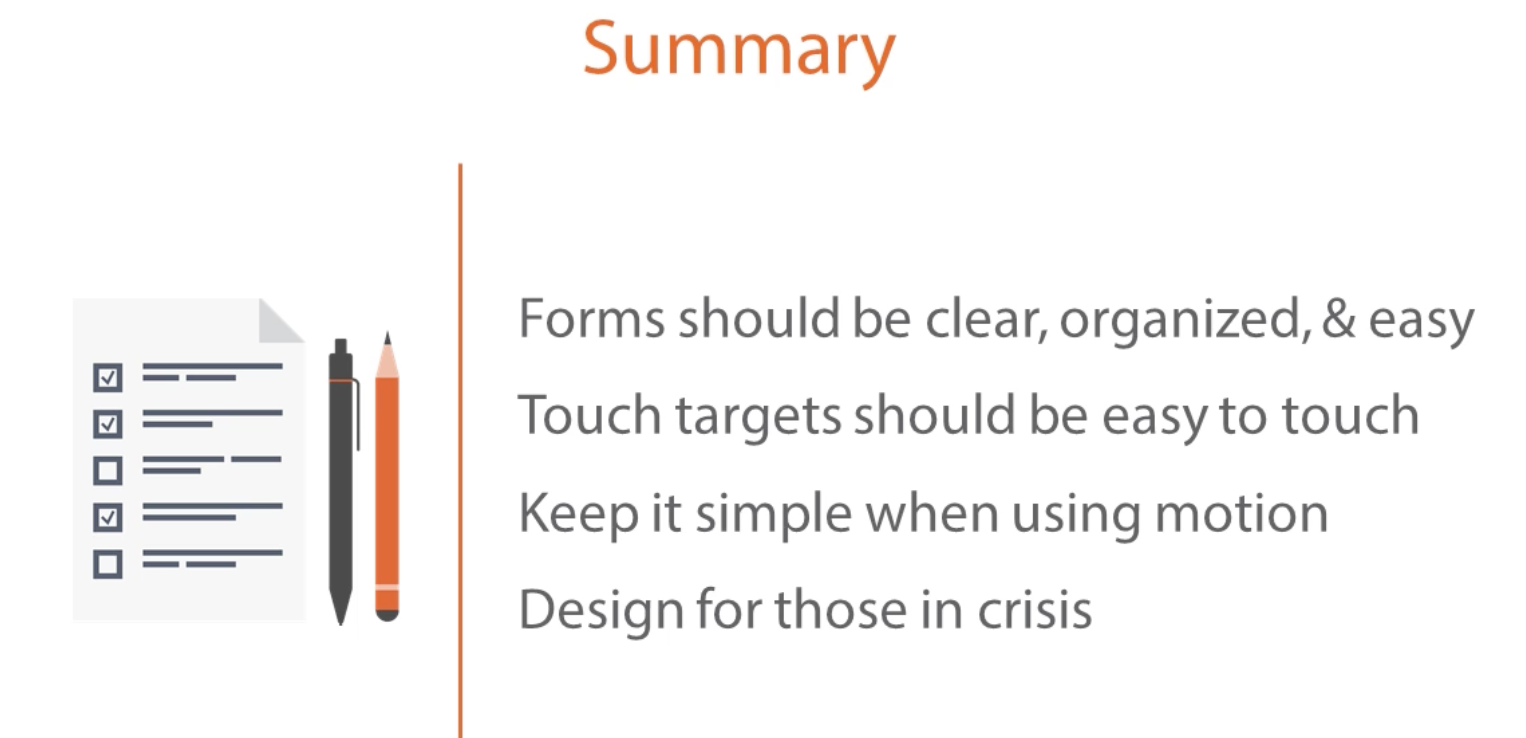 Summary
Forms should be clear, organized, & easy
Touch targets should be easy to touch
Keep it simple when using motion
Design for those in crisis